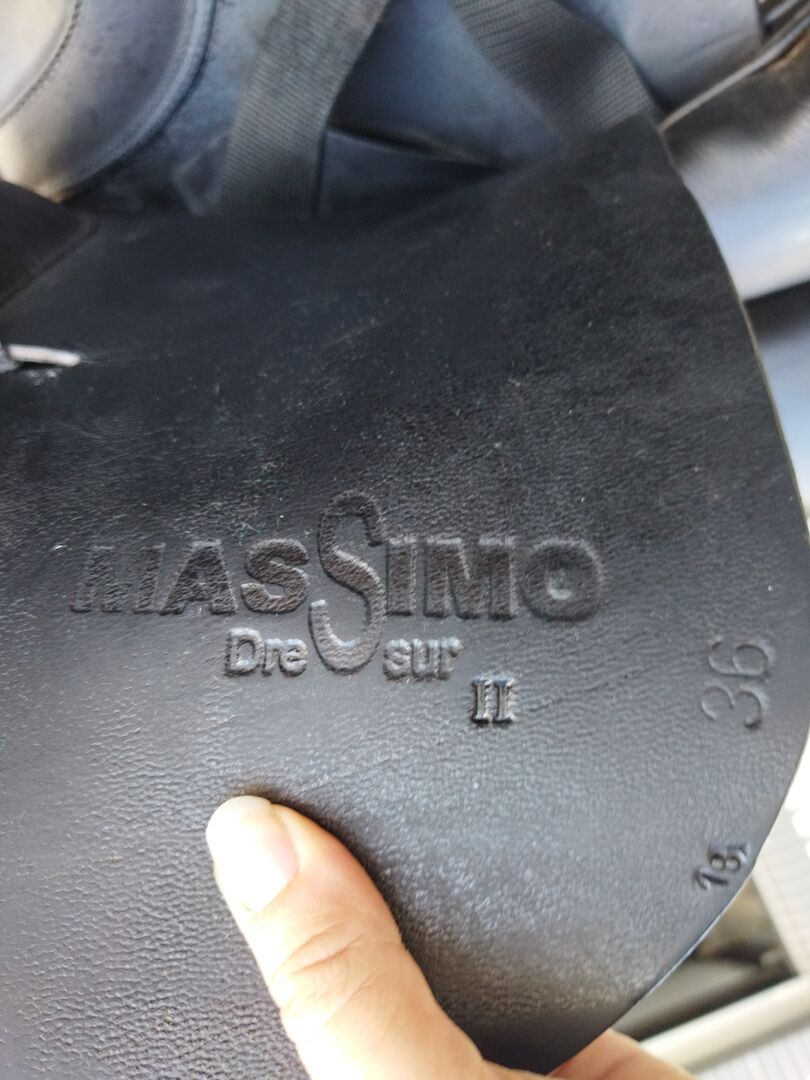 MASSIMO
DreSsur
II
36
18,